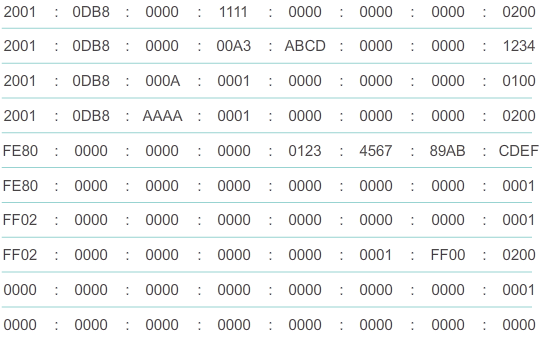 2001 : 0DB8 : 0000 : 1111 : 0000 : 0000 : 0000 : 0200
2001 : 0DB8 : 0000 : 00A3 : ABCD : 0000 : 0000 : 1234
2001 : 0DB8 : 000A : 0001 : 0000 : 0000 : 0000 : 0100
2001 : 0DB8 : AAAA : 0001 : 0000 : 0000 : 0000 : 0200
FE80 : 0000 : 0000 : 0000 : 0123 : 4567 : 89AB : CDEF
FE80 : 0000 : 0000 : 0000 : 0000 : 0000 : 0000 : 0001
FF02 : 0000 : 0000 : 0000 : 0000 : 0000 : 0000 : 0001
FF02 : 0000 : 0000 : 0000 : 0000 : 0001 : FF00 : 0200
0000 : 0000 : 0000 : 0000 : 0000 : 0000 : 0000 : 0001
0000 : 0000 : 0000 : 0000 : 0000 : 0000 : 0000 : 0000